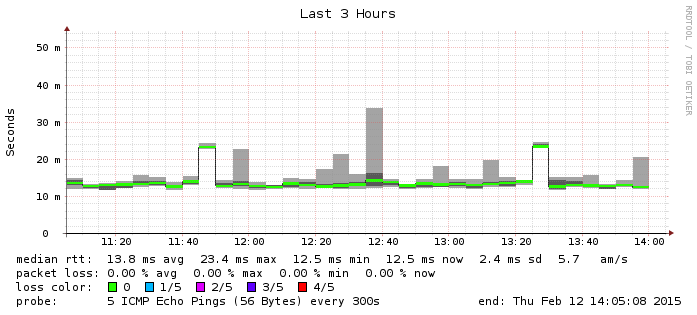 Last 3 Hours
RRDTOOL / TOBI OETIKER
Seconds
50 m
40 m
30 m
20 m
10 m
0
11:20 11:40 12:00 12:20 12:40 13:00 13:20 13:40 14:00
median rtt: 13.8 ms avg 23.4 ms max 12.5 ms min 12.5 ms now 2.4 ms sd 5.7 am/s
packet loss: 0.00 % avg 0.00 % max 0.00 % min 0.00 % now
loss color: 0 1/5 2/5 3/5 4/5
probe: 5 ICMP Echo Pings (56 Bytes) every 300s end: Thu Feb 12 14:05:08 2015